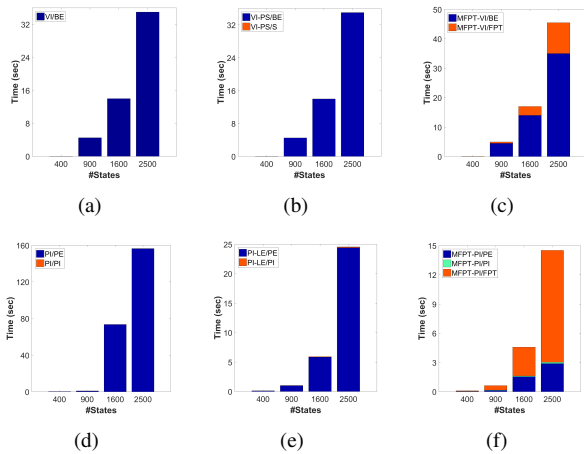 VI/BE
Time (sec)
32
24
16
8
0
400 900 1600 2500
#States
(a)
VI-PS/BE
VI-PS/S
Time (sec)
32
24
16
8
0
400 900 1600 2500
#States
(b)
MFPT-VI/BE
MFPT-VI/FPT
Time (sec)
50
40
30
20
10
0
400 900 1600 2500
#States
(c)
PI/PE
PI/PI
Time (sec)
160
120
80
40
0
400 900 1600 2500
#States
(d)
PI-LE/PE
PI-LE/PI
Time (sec)
25
20
15
10
5
0
400 900 1600 2500
#States
(e)
MFPT-PI/PE
MFPT-PI/PI
MFPT-PI/FPT
Time (sec)
15
12
9
6
3
0
400 900 1600 2500
#States
(f)